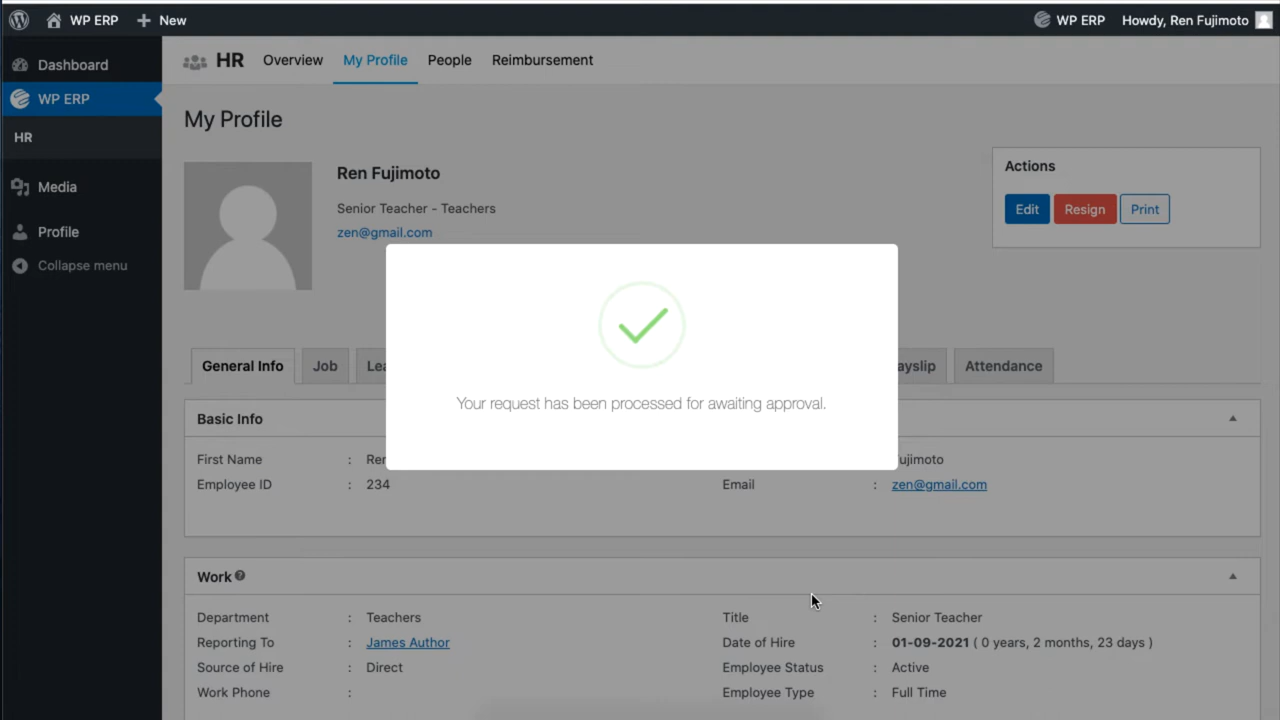 WP ERP + New WP ERP Howdy, Ren Fujimoto
Dashboard
WP ERP
HR
Media
Profile
Collapse menu
HR Overview My Profile People Reimbursement
My Profile
Ren Fujimoto
Senior Teacher - Teachers
zen@gmail.com
Actions
Edit Resign Print
Your request has been processed for awaiting approval.
General Info Job Lea ayslip Attendance
Basic Info
First Name : Ren ujimoto
Employee ID : 234 Email : zen@gmail.com
Work
Department : Teachers Title : Senior Teacher
Reporting To : James Author Date of Hire : 01-09-2021 ( 0 years, 2 months, 23 days )
Source of Hire : Direct Employee Status : Active
Work Phone : Employee Type : Full Time